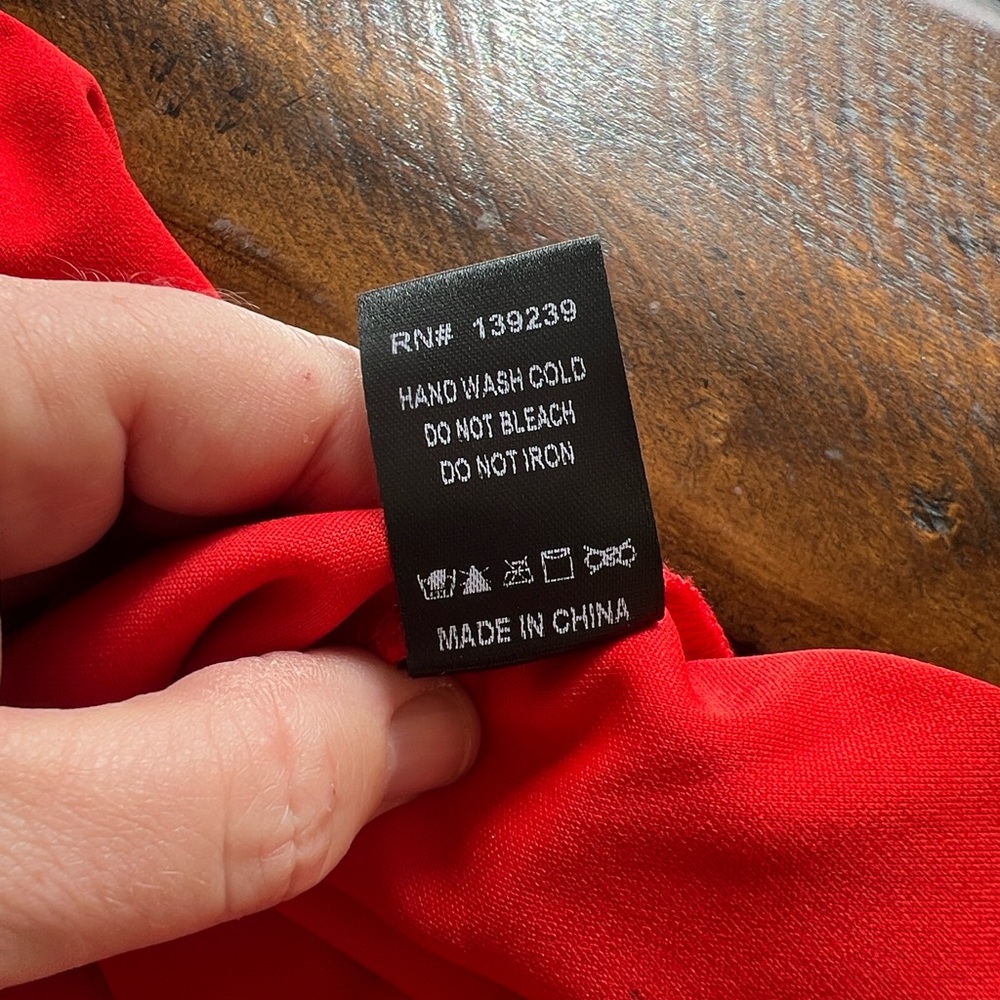 RN# 139239
HAND WASH COLD
DO NOT BLEACH
DO NOT IRON
MADE IN CHINA